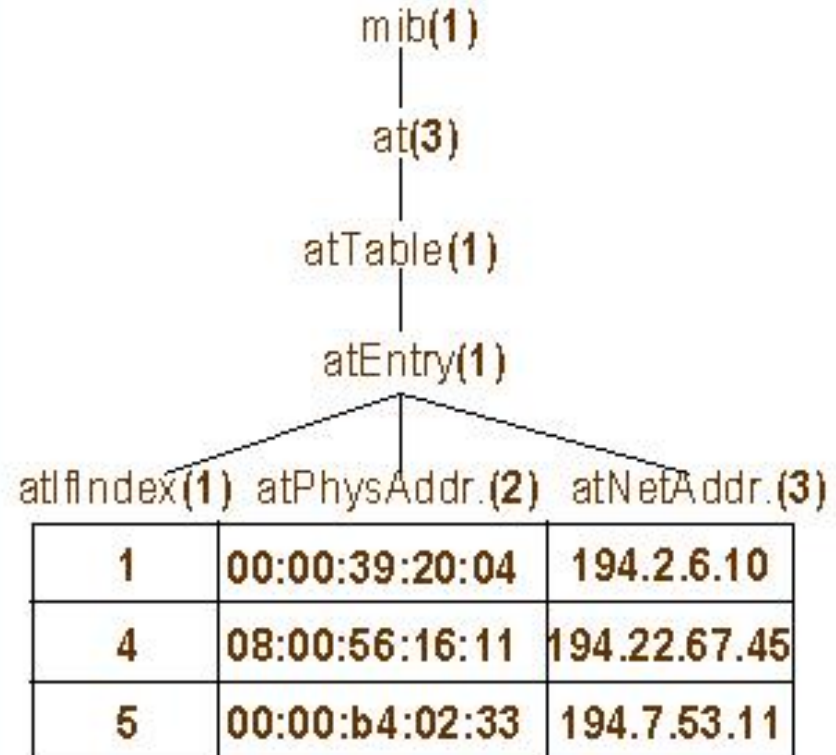 mib(1)
at(3)
atTable(1)
atEntry(1)
atIfIndex(1) atPhysAddr.(2) atNetAddr.(3)
1 00:00:39:20:04 194.2.6.10
4 08:00:56:16:11 194.22.67.45
5 00:00:b4:02:33 194.7.53.11